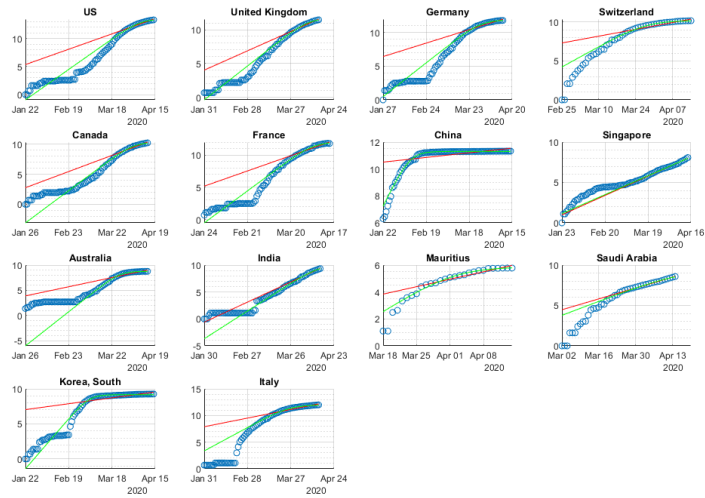 US
10
5
0
Jan 22 Feb 19 Mar 18 Apr 15
2020
United Kingdom
10
5
0
Jan 31 Feb 28 Mar 27 Apr 24
2020
Germany
10
5
0
Jan 27 Feb 24 Mar 23 Apr 20
2020
Switzerland
10
5
0
Feb 25 Mar 10 Mar 24 Apr 07
2020
Canada
10
5
0
Jan 26 Feb 23 Mar 22 Apr 19
2020
France
10
5
0
Jan 24 Feb 21 Mar 20 Apr 17
2020
China
12
10
8
6
Jan 22 Feb 19 Mar 18 Apr 15
2020
Singapore
10
5
0
Jan 23 Feb 20 Mar 19 Apr 16
2020
Australia
10
5
0
-5
Jan 26 Feb 23 Mar 22 Apr 19
2020
India
10
5
0
-5
Jan 30 Feb 27 Mar 26 Apr 23
2020
Mauritius
6
4
2
0
Mar 18 Mar 25 Apr 01 Apr 08
2020
Saudi Arabia
10
5
0
Mar 02 Mar 16 Mar 30 Apr 13
2020
Korea, South
10
5
0
Jan 22 Feb 19 Mar 18 Apr 15
2020
Italy
15
10
5
0
Jan 31 Feb 28 Mar 27 Apr 24
2020